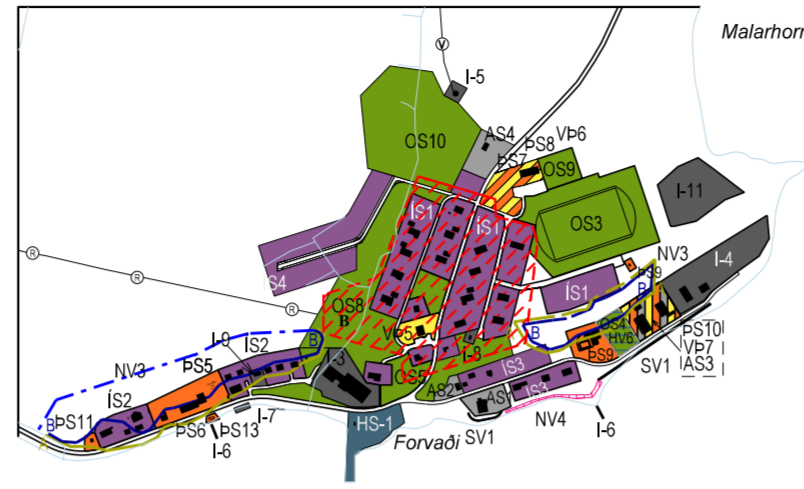 Malarhorn
V
I-5
OS10
AS4
ÞS8
VÞ6
ÞS7
OS9
I-11
ÍS1
ÍS1
OS3
R
R
ÍS4
NV3
ÞS9
I-4
ÍS1
B
OS8
B
VÞ5
B
OS4
HV6
NV3
I-9
ÍS2
B
ÞS5
I-3
I-8
ÞS9
SV1
ÞS10
VÞ7
AS3
ÍS2
OS5
ÍS3
AS2
AS1
ÍS3
B
ÞS11
ÞS6
ÞS13
I-7
I-6
HS-1
Forvaði
SV1
NV4
I-6